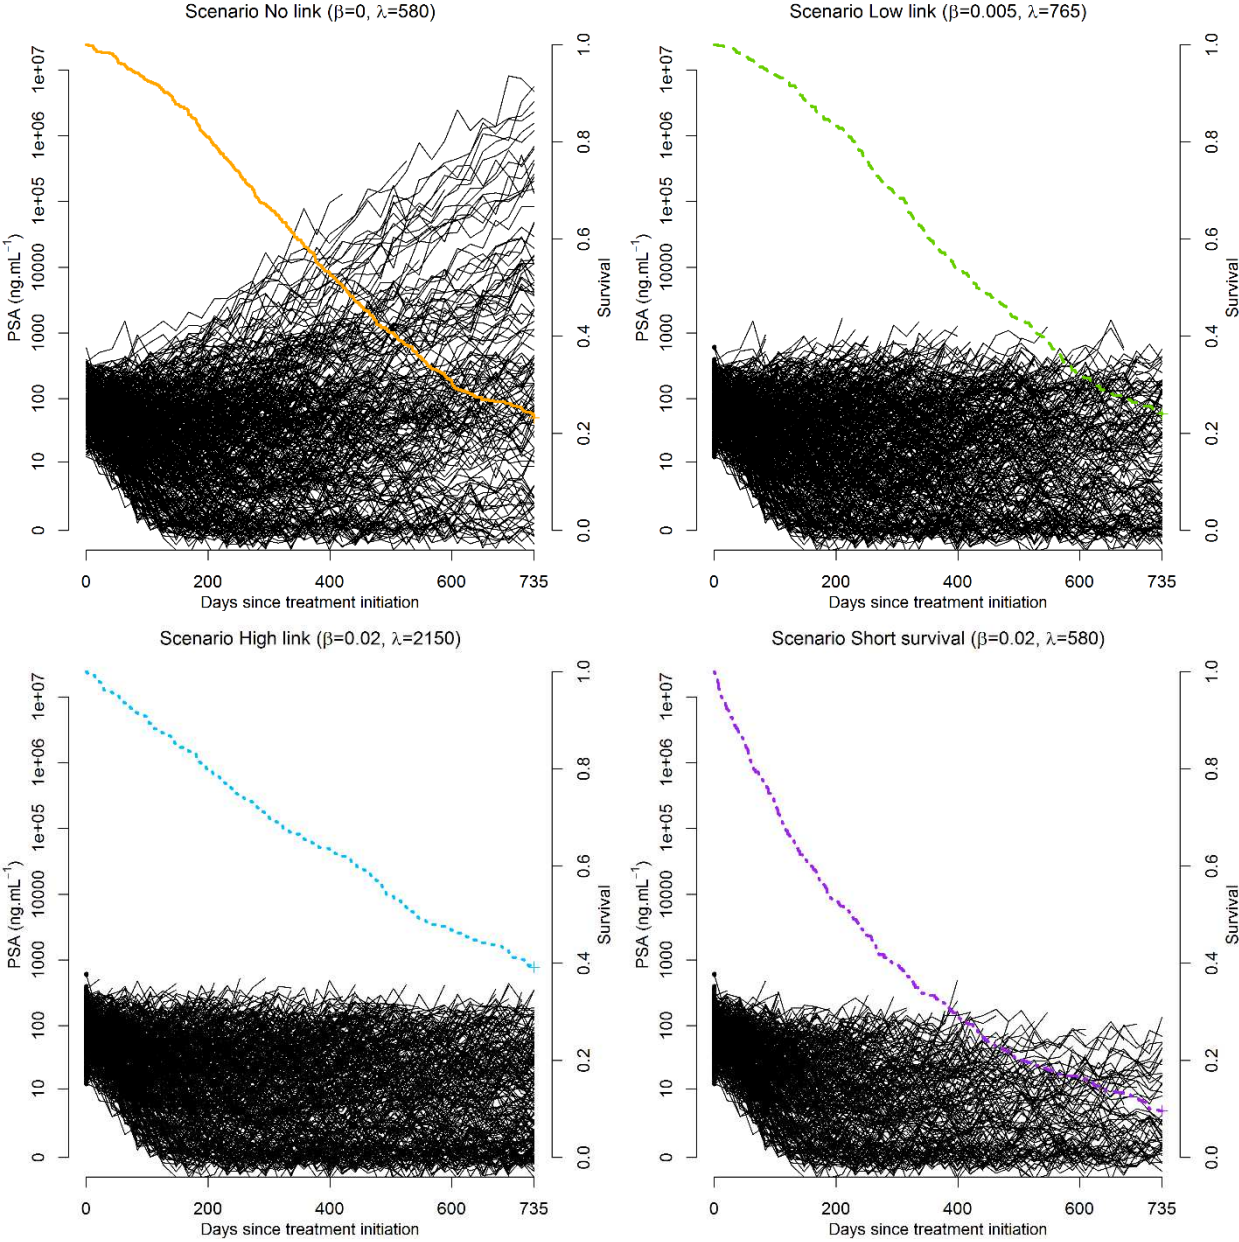 Scenario No link (β=0, λ=580)
PSA (ng.mL⁻¹)
0 10 100 1000 10000 1e+05 1e+06 1e+07
Survival
0.0 0.2 0.4 0.6 0.8 1.0
0 200 400 600 735
Days since treatment initiation
Scenario Low link (β=0.005, λ=765)
PSA (ng.mL⁻¹)
0 10 100 1000 10000 1e+05 1e+06 1e+07
Survival
0.0 0.2 0.4 0.6 0.8 1.0
0 200 400 600 735
Days since treatment initiation
Scenario High link (β=0.02, λ=2150)
PSA (ng.mL⁻¹)
0 10 100 1000 10000 1e+05 1e+06 1e+07
Survival
0.0 0.2 0.4 0.6 0.8 1.0
0 200 400 600 735
Days since treatment initiation
Scenario Short survival (β=0.02, λ=580)
PSA (ng.mL⁻¹)
0 10 100 1000 10000 1e+05 1e+06 1e+07
Survival
0.0 0.2 0.4 0.6 0.8 1.0
0 200 400 600 735
Days since treatment initiation